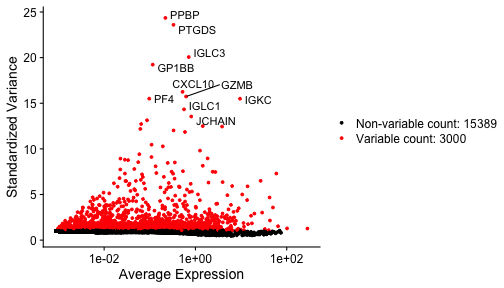 25
20
15
10
5
0
Standardized Variance
PPBP
PTGDS
IGLC3
GP1BB
CXCL10
GZMB
PF4
IGKC
IGLC1
JCHAIN
1e-02
1e+00
1e+02
Average Expression
Non-variable count: 15389
Variable count: 3000